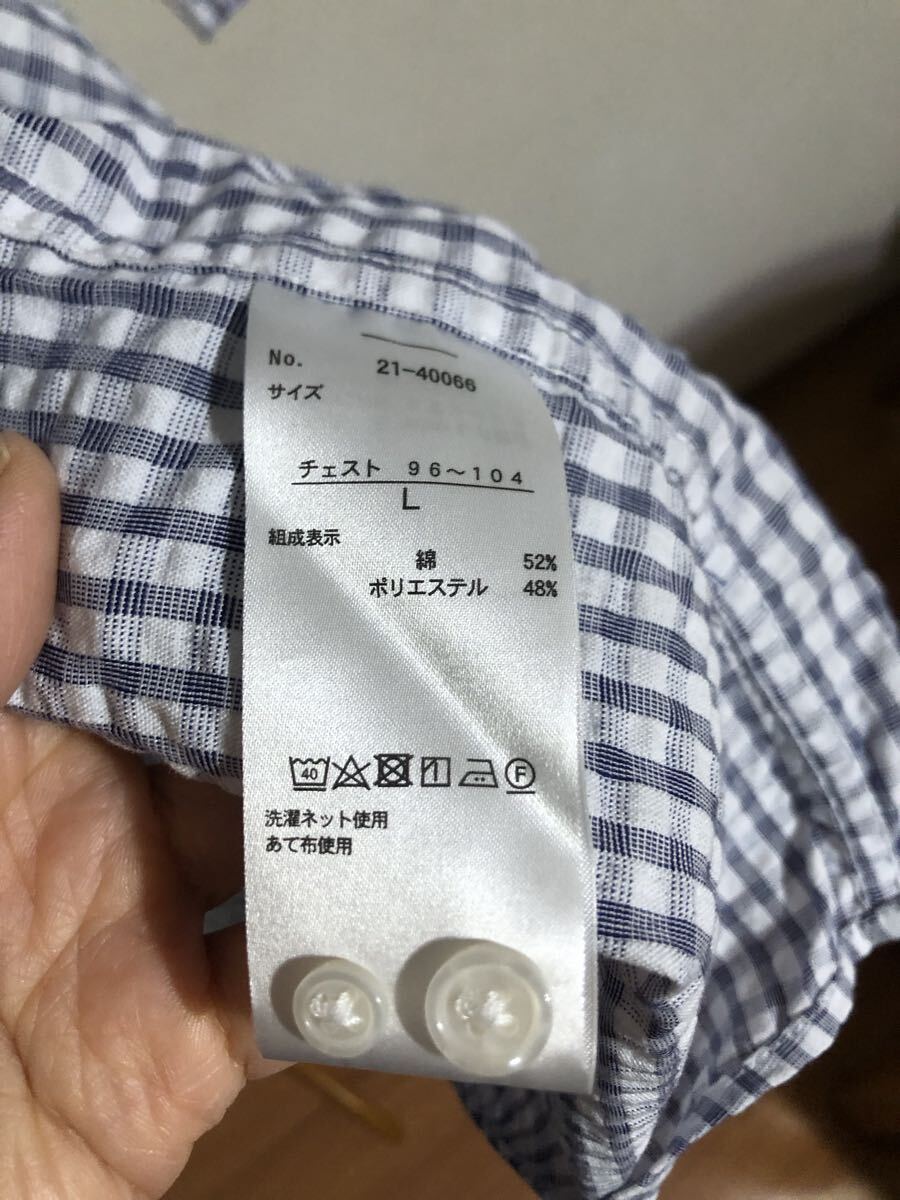 No. 21-40066
サイズ
チェスト 96～104
L
組成表示
綿 52%
ポリエステル 48%
40 F
洗濯ネット使用
あて布使用